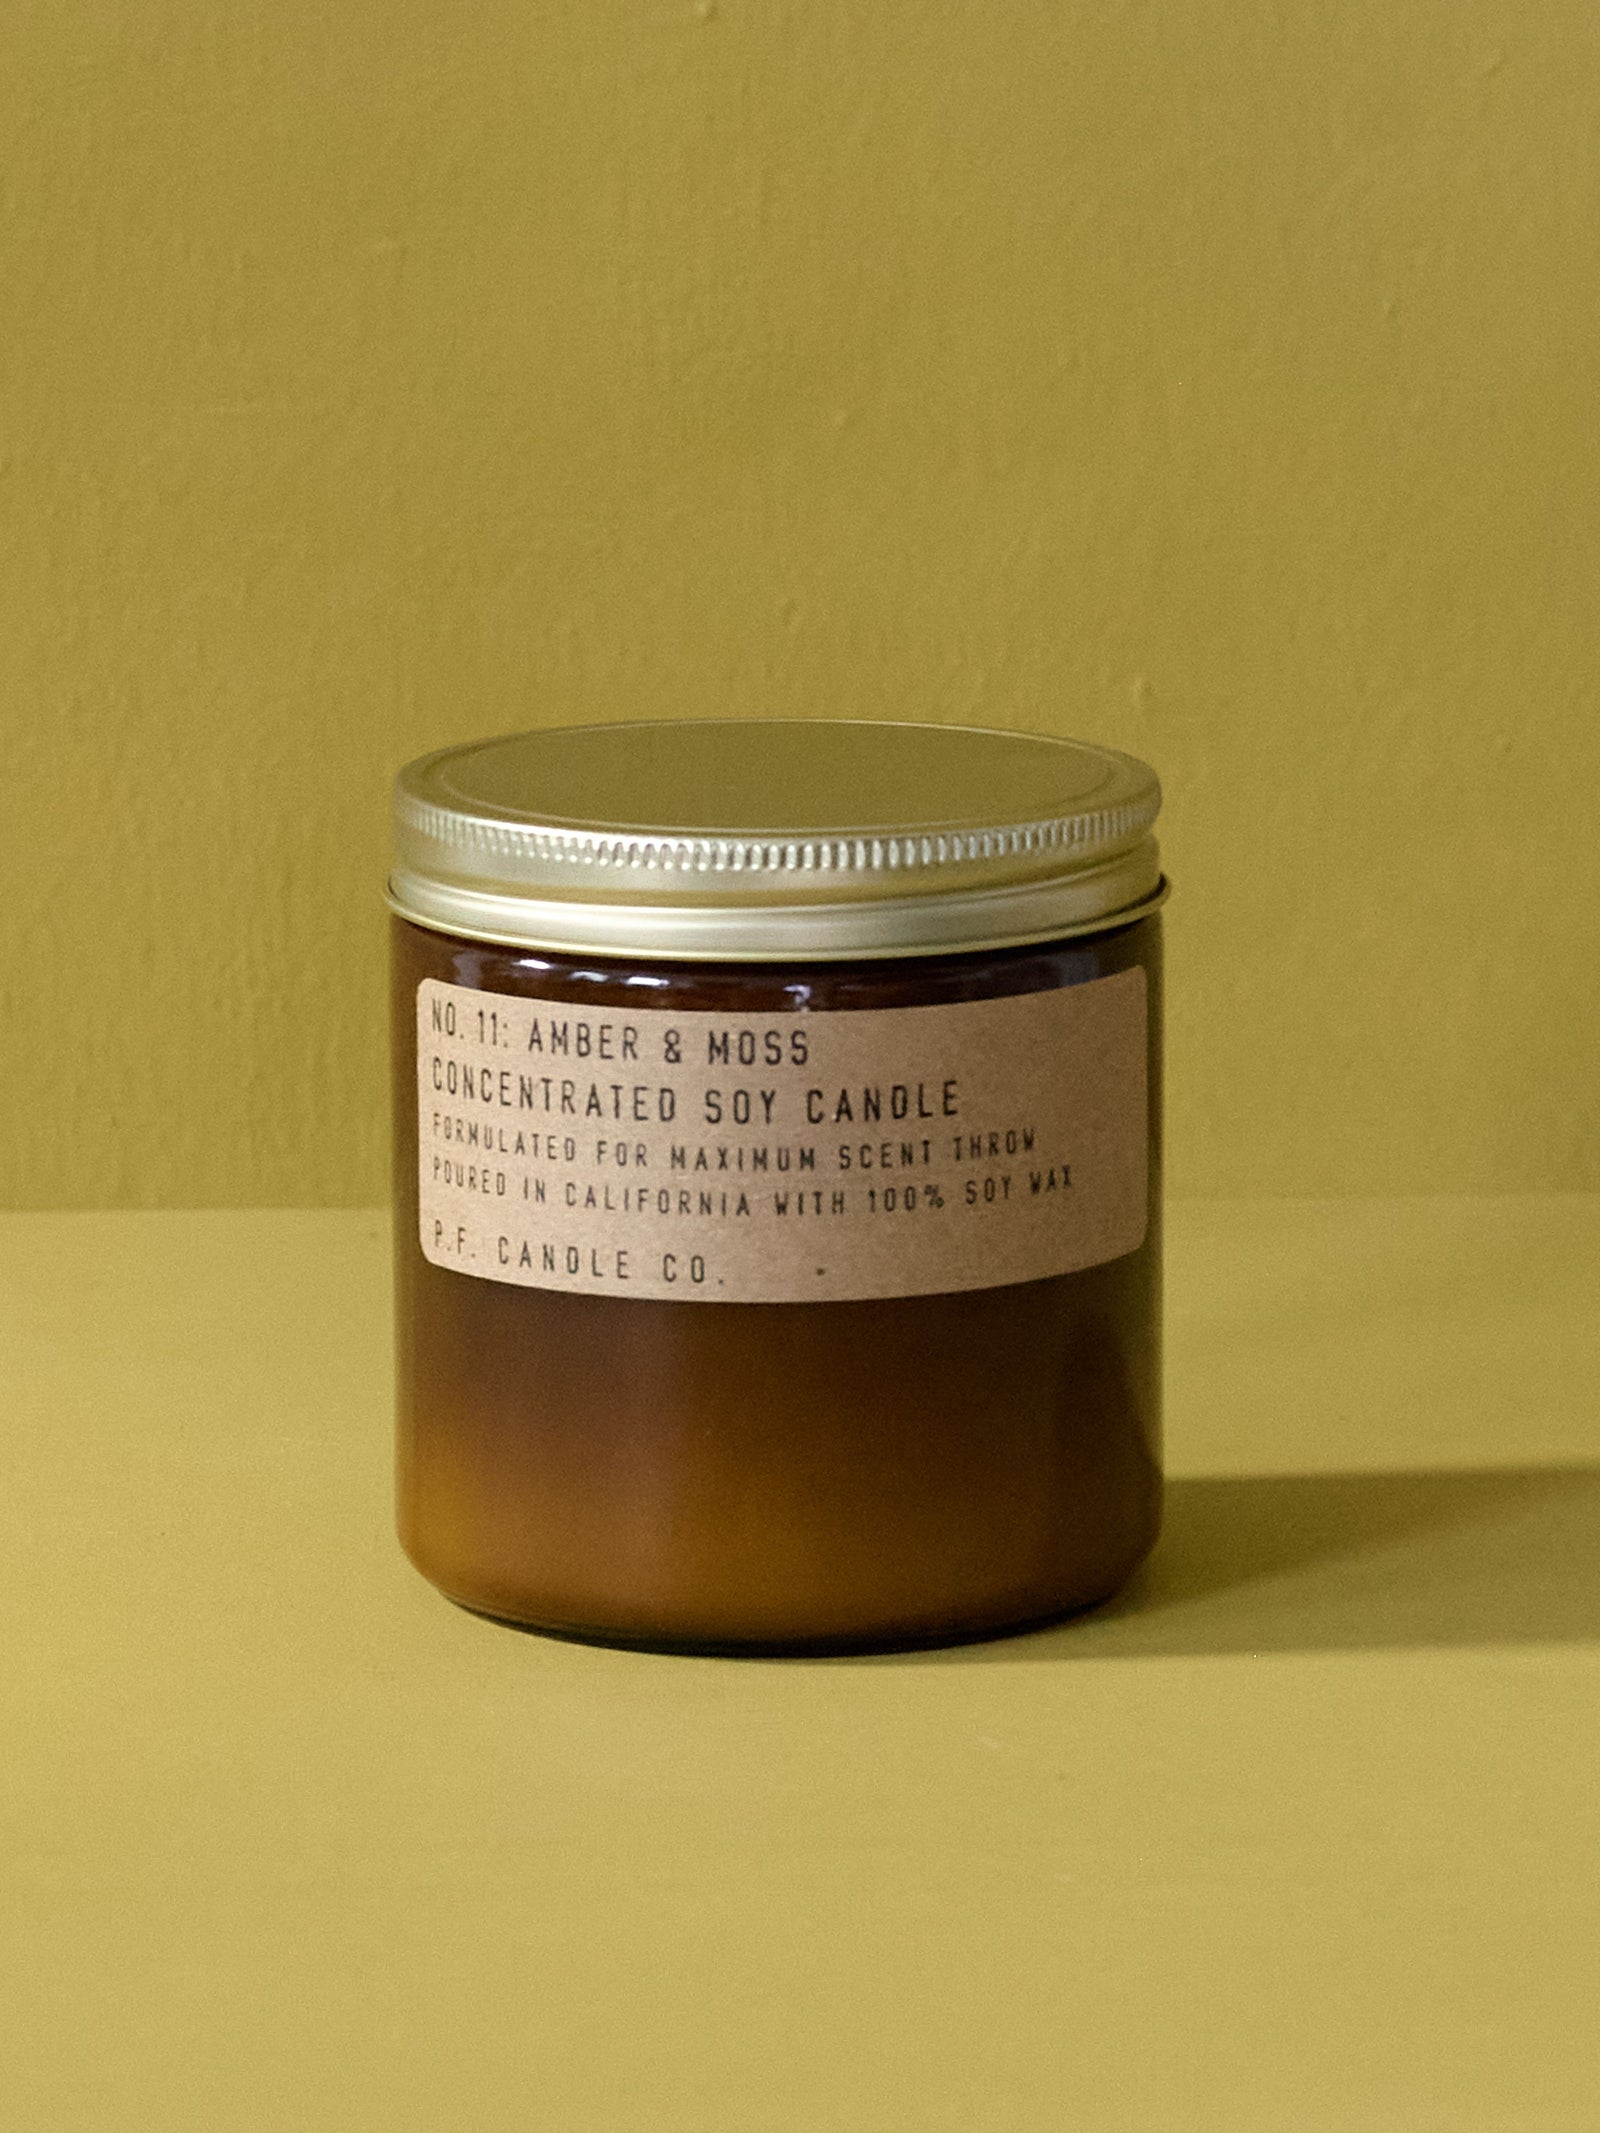 NO. 11: AMBER & MOSS
CONCENTRATED SOY CANDLE
FORMULATED FOR MAXIMUM SCENT THROW
POURED IN CALIFORNIA WITH 100% SOY WAX
P.F. CANDLE CO.